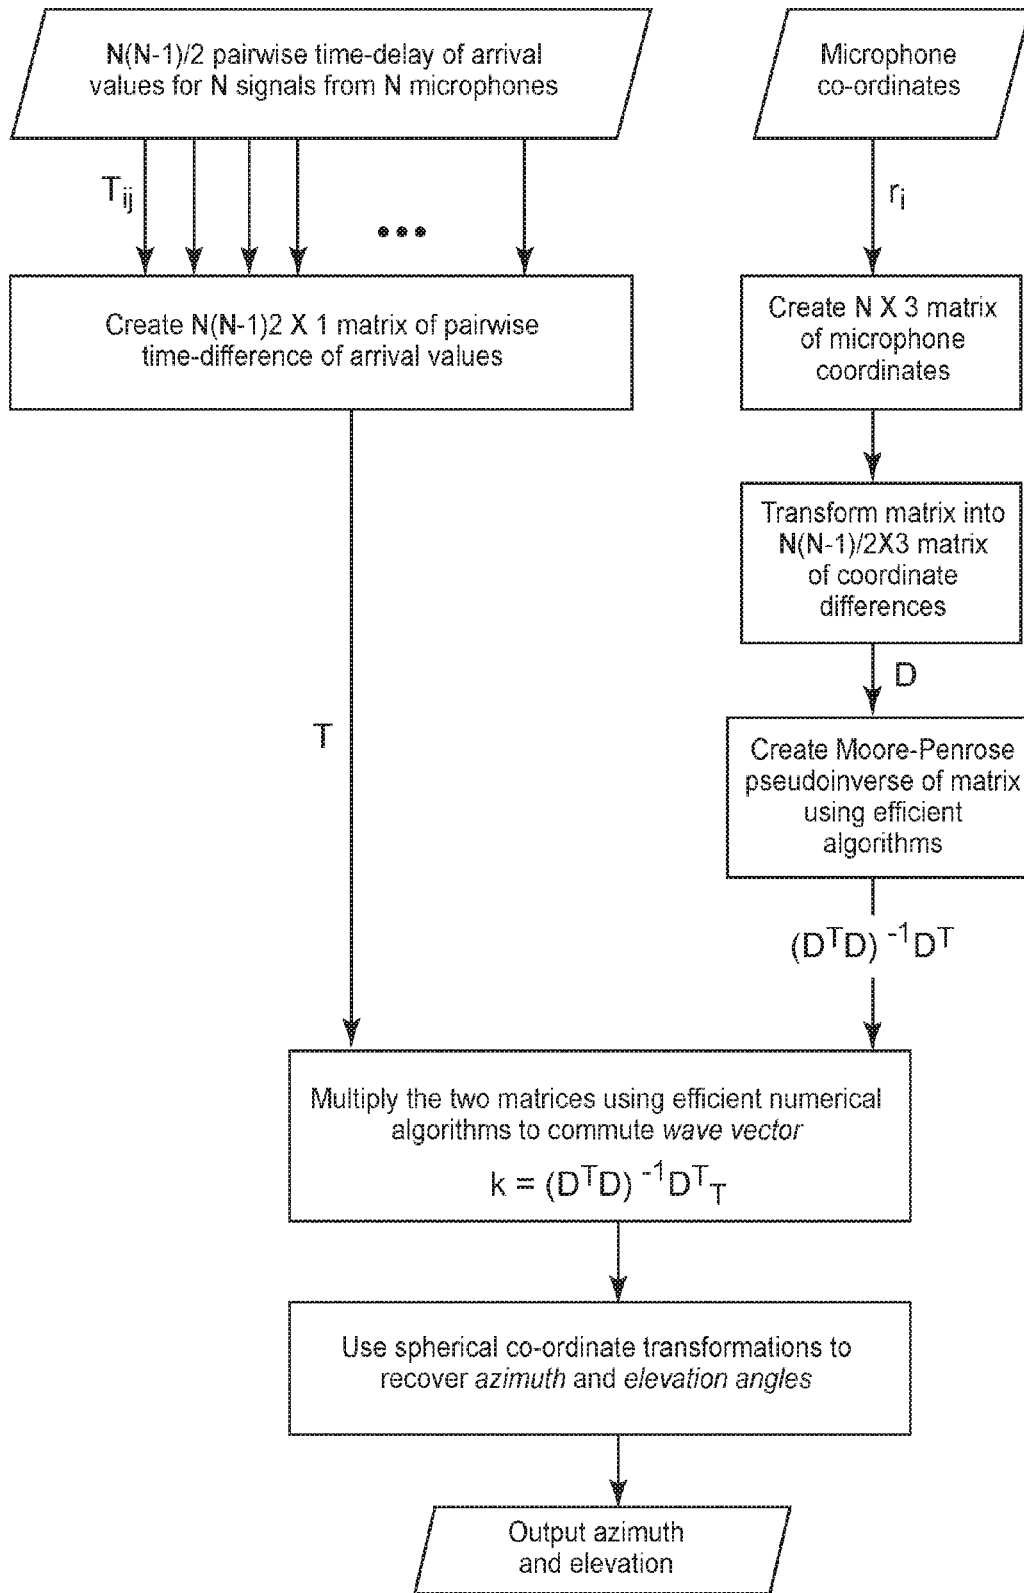 N(N-1)/2 pairwise time-delay of arrival
values for N signals from N microphones
Microphone
co-ordinates
Tij
•••
ri
Create N(N-1)2 X 1 matrix of pairwise
time-difference of arrival values
Create N X 3 matrix
of microphone
coordinates
Transform matrix into
N(N-1)/2X3 matrix
of coordinate
differences
D
T
Create Moore-Penrose
pseudoinverse of matrix
using efficient
algorithms
(DᵀD) ⁻¹Dᵀ
Multiply the two matrices using efficient numerical
algorithms to commute wave vector
k = (DᵀD) ⁻¹DᵀT
Use spherical co-ordinate transformations to
recover azimuth and elevation angles
Output azimuth
and elevation